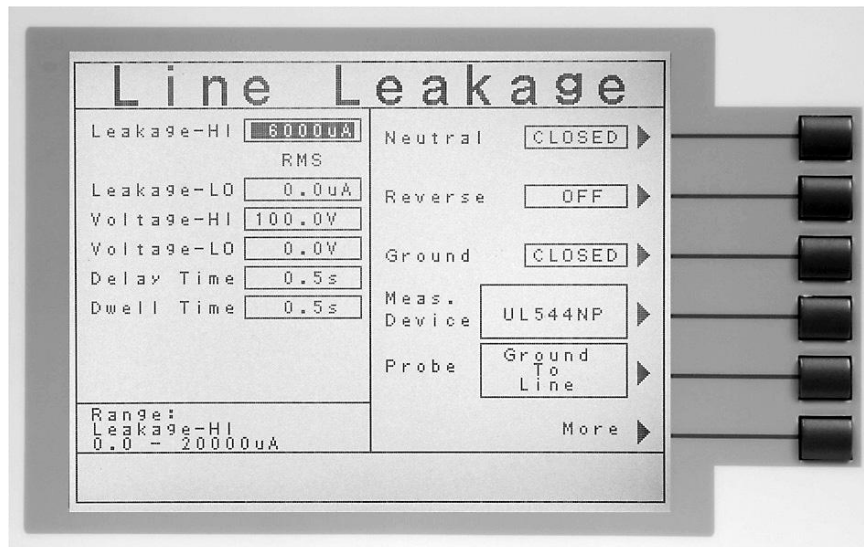 Line Leakage
Leakage-HI 6000uA
RMS
Leakage-LO 0.0uA
Voltage-HI 100.0V
Voltage-LO 0.0V
Delay Time 0.5s
Dwell Time 0.5s
Range:
Leakage-HI
0.0 - 20000uA
Neutral CLOSED
Reverse OFF
Ground CLOSED
Meas.
Device UL544NP
Probe Ground
To
Line
More